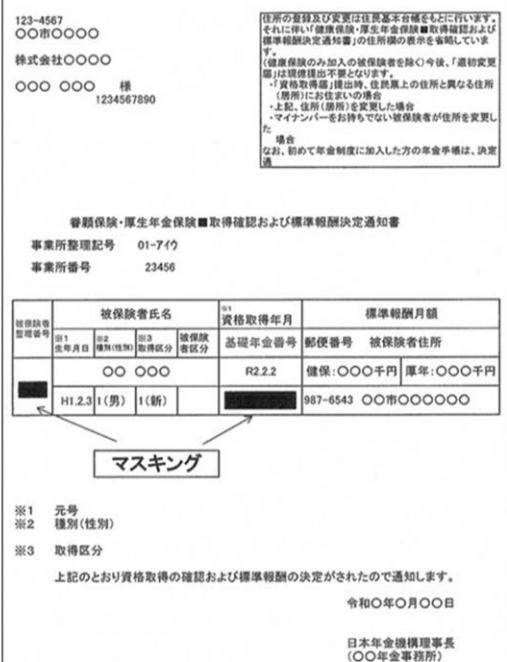 123-4567
〇〇市〇〇〇〇
株式会社〇〇〇〇
〇〇〇 〇〇〇 様
1234567890
住所の登録及び変更は住民基本台帳をもとに行います。
それに伴い「健康保険・厚生年金保険■取得確認および
標準報酬決定通知書」の住所欄の表示を省略していま
す。
(健康保険のみ加入の被保険者を除く)今後、「
届」は現
提出不要となります。
・「資格取得届」提出時、住民票上の住所と異なる住所
(居所)にお住まいの場合
・上記、住所(居所)を変更した場合
・マイナンバーをお持ちでない被保険者が住所を変更し
た
場合
なお、初めて年金制度に加入した方の年金手帳は、決定
通
保険・厚生年金保険■取得確認および標準報酬決定通知書
事業所整理記号 01-アイウ
事業所番号 23456
被保険者
整理番号
被保険者氏名
※1
資格取得年月
標準報酬月額
※1
生年月日
※2
種別(性別)
※3
取得区分
被保険
者区分
基礎年金番号
郵便番号 被保険者住所
〇〇 〇〇〇
R2.2.2
健保:〇〇〇千円
厚年:〇〇〇千円
H1.2.3
1(男)
1(新)
987-6543 〇〇市〇〇〇〇〇〇
マスキング
※1 元号
※2 種別(性別)
※3 取得区分
上記のとおり資格取得の確認および標準報酬の決定がされたので通知します。
令和〇年〇月〇〇日
日本年金機構理事長
(〇〇年金事務所)